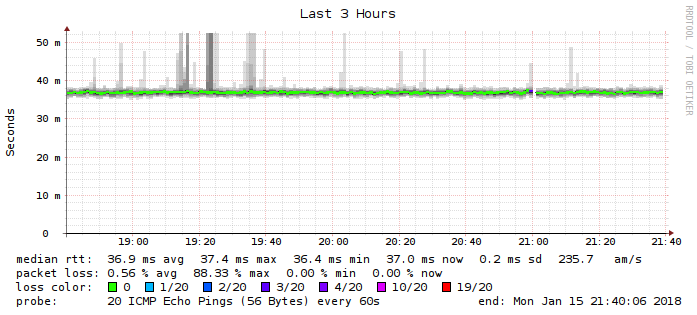 Last 3 Hours
RRDTOOL / TOBI OETIKER
Seconds
50 m
40 m
30 m
20 m
10 m
0
19:00 19:20 19:40 20:00 20:20 20:40 21:00 21:20 21:40
median rtt: 36.9 ms avg 37.4 ms max 36.4 ms min 37.0 ms now 0.2 ms sd 235.7 am/s
packet loss: 0.56 % avg 88.33 % max 0.00 % min 0.00 % now
loss color: 0 1/20 2/20 3/20 4/20 10/20 19/20
probe: 20 ICMP Echo Pings (56 Bytes) every 60s end: Mon Jan 15 21:40:06 2018